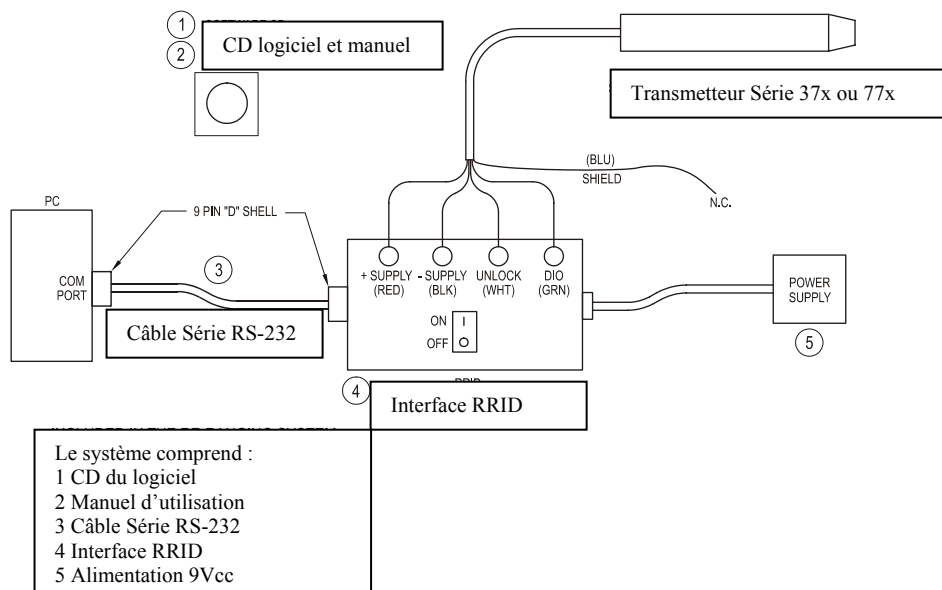 1
2
CD logiciel et manuel
Transmetteur Série 37x ou 77x
(BLU)
SHIELD
N.C.
PC
9 PIN "D" SHELL
COM
PORT
3
Câble Série RS-232
+ SUPPLY
(RED)
- SUPPLY
(BLK)
UNLOCK
(WHT)
DIO
(GRN)
ON I
OFF O
POWER
SUPPLY
5
4
Interface RRID
Le système comprend :
1 CD du logiciel
2 Manuel d’utilisation
3 Câble Série RS-232
4 Interface RRID
5 Alimentation 9Vcc